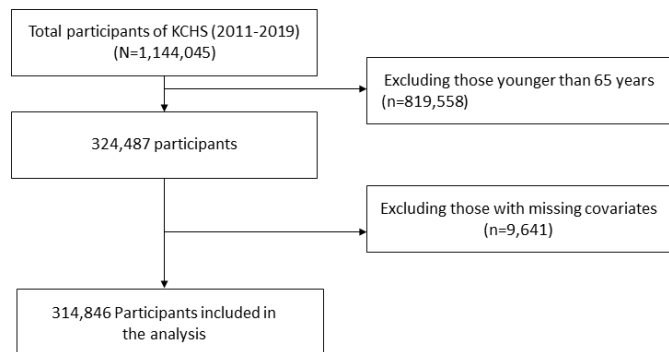 Total participants of KCHS (2011-2019)
(N=1,144,045)
Excluding those younger than 65 years
(n=819,558)
324,487 participants
Excluding those with missing covariates
(n=9,641)
314,846 Participants included in
the analysis